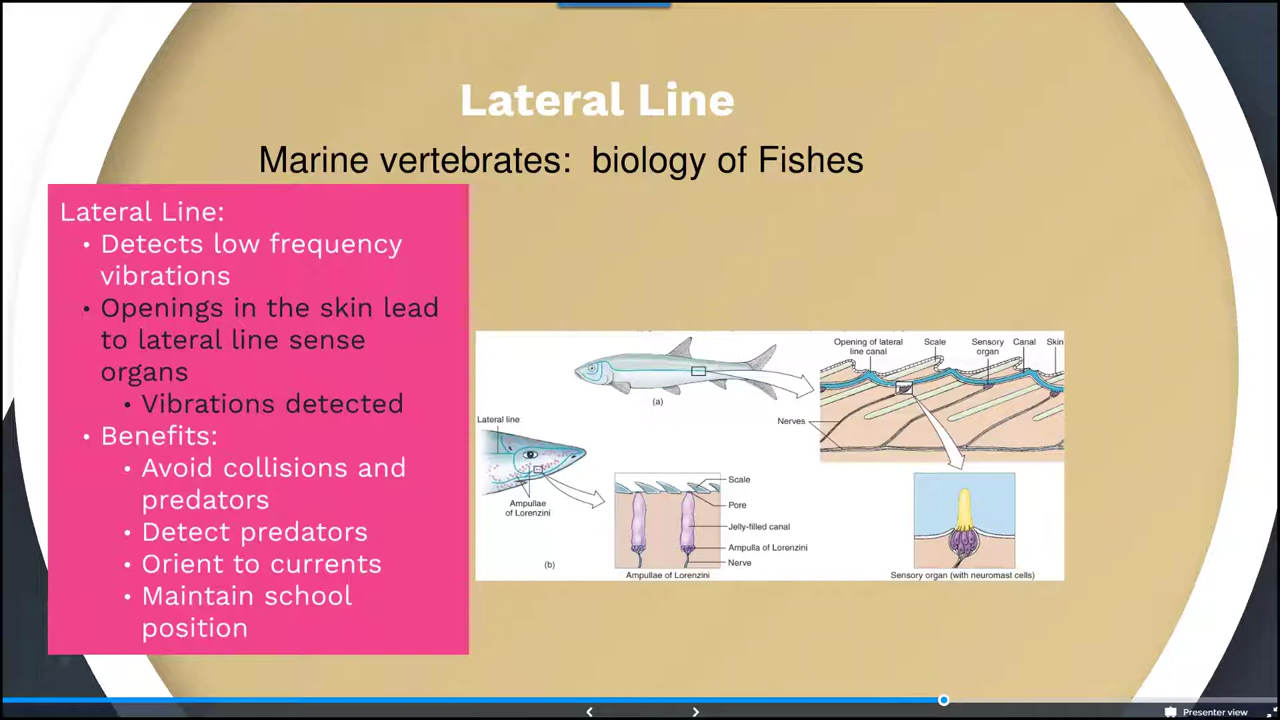 Lateral Line
Marine vertebrates:  biology of Fishes
Lateral Line:
• Detects low frequency
vibrations
• Openings in the skin lead
to lateral line sense
organs
• Vibrations detected
• Benefits:
• Avoid collisions and
predators
• Detect predators
• Orient to currents
• Maintain school
position
(a)
Opening of lateral
line canal
Scale
Sensory
organ
Canal
Skin
Nerves
Lateral line
Ampullae
of Lorenzini
(b)
Scale
Pore
Jelly-filled canal
Ampulla of Lorenzini
Nerve
Ampullae of Lorenzini
Sensory organ (with neuromast cells)
Presenter view